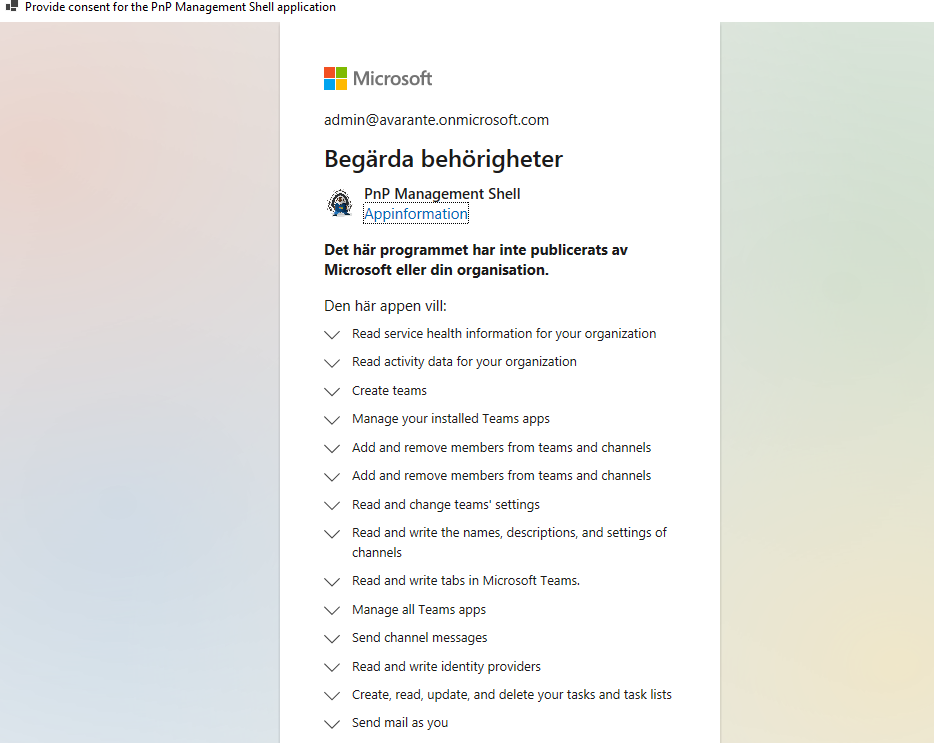 Provide consent for the PnP Management Shell application
Microsoft
admin@avarante.onmicrosoft.com
Begärda behörigheter
PnP Management Shell
Appinformation
Det här programmet har inte publicerats av
Microsoft eller din organisation.
Den här appen vill:
Read service health information for your organization
Read activity data for your organization
Create teams
Manage your installed Teams apps
Add and remove members from teams and channels
Add and remove members from teams and channels
Read and change teams' settings
Read and write the names, descriptions, and settings of
channels
Read and write tabs in Microsoft Teams.
Manage all Teams apps
Send channel messages
Read and write identity providers
Create, read, update, and delete your tasks and task lists
Send mail as you